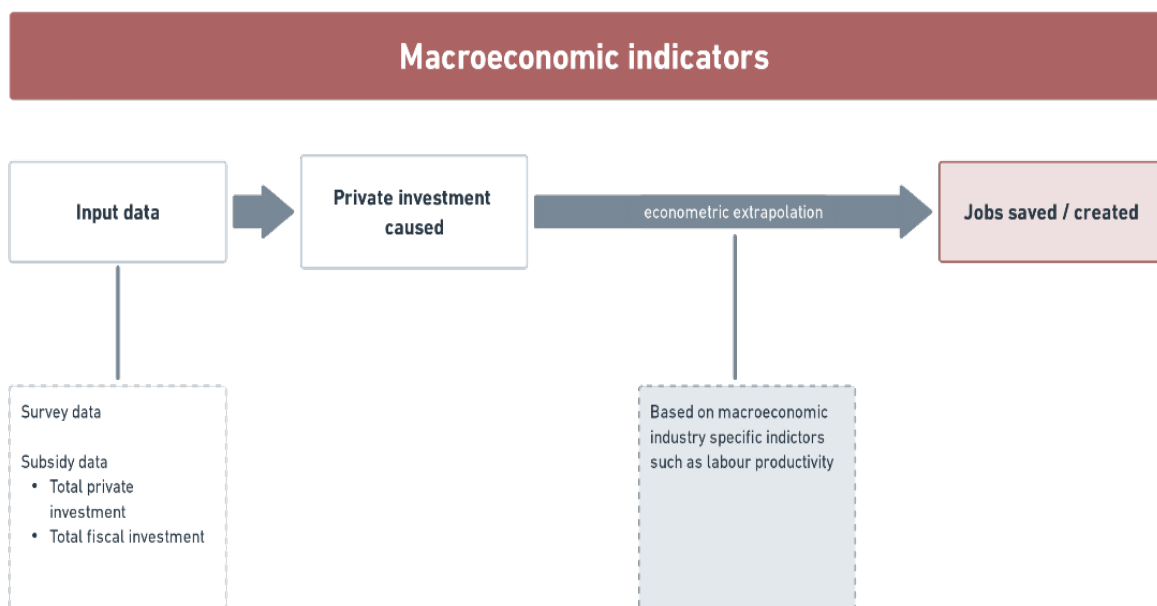 Macroeconomic indicators
Input data
Private investment
caused
econometric extrapolation
Jobs saved / created
Survey data
Subsidy data
• Total private
investment
• Total fiscal investment
Based on macroeconomic
industry specific indictors
such as labour productivity